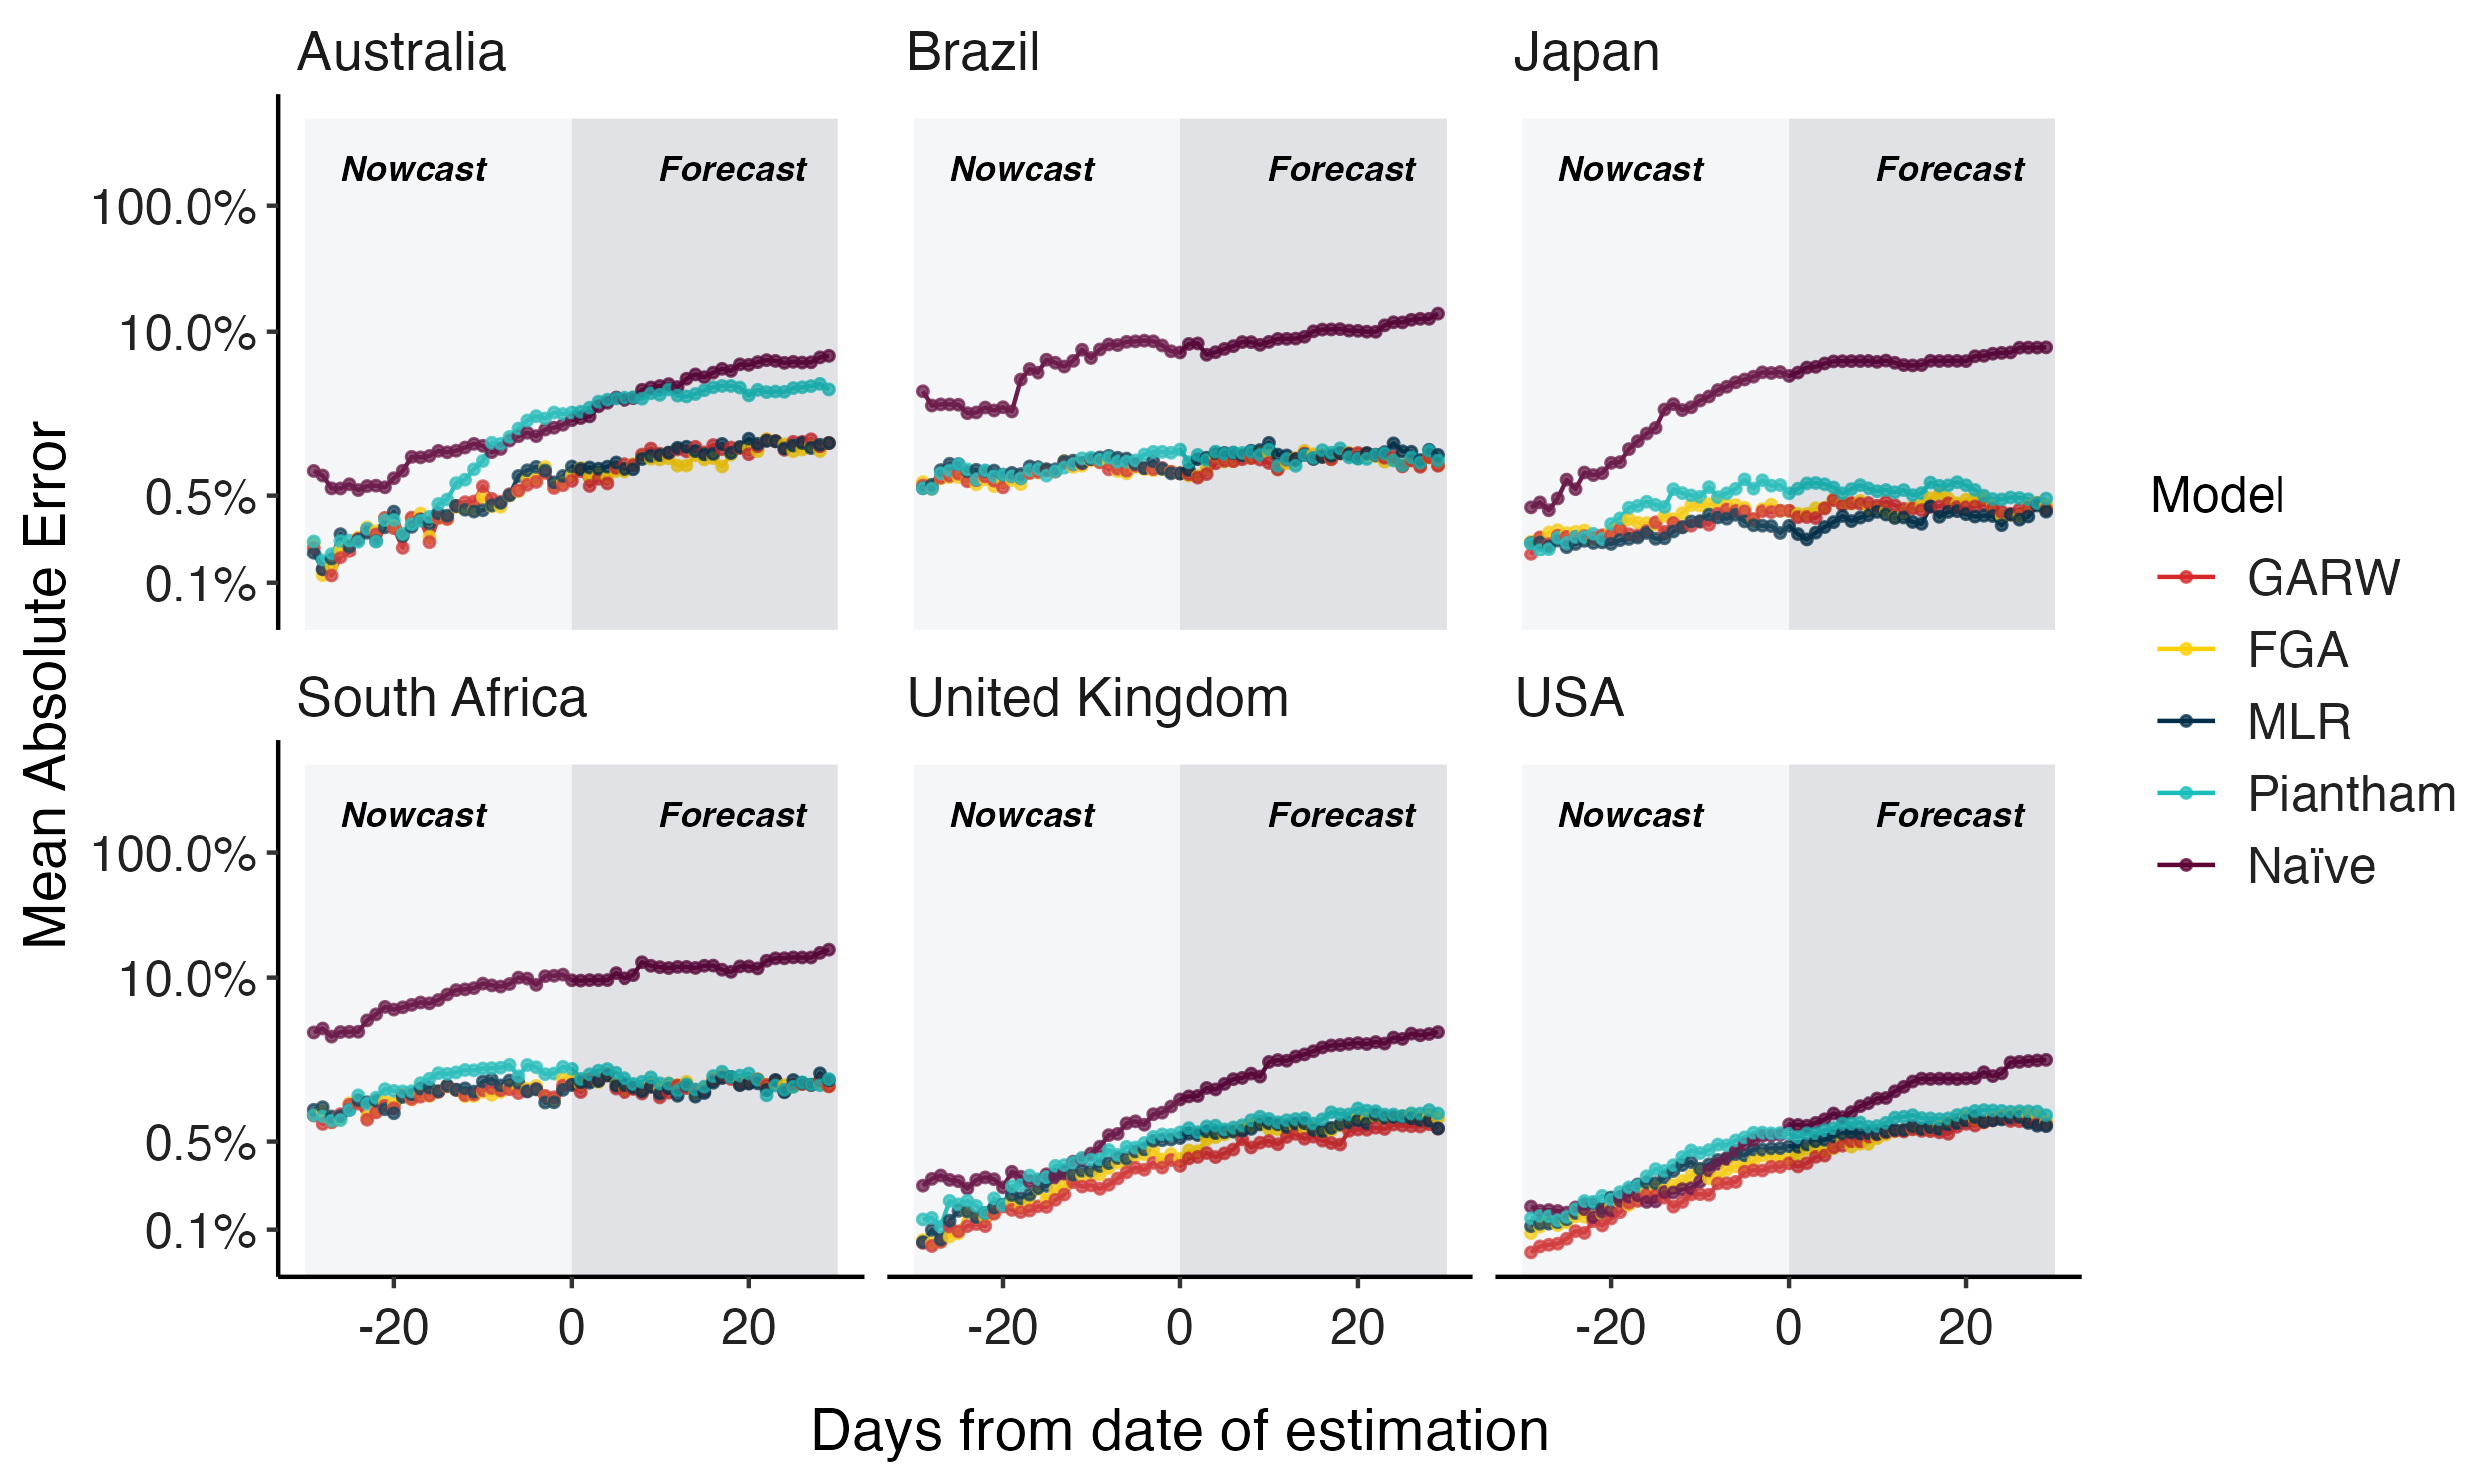 Australia
Brazil
Japan
Nowcast Forecast
Nowcast Forecast
Nowcast Forecast
100.0%
10.0%
0.5%
0.1%
South Africa
United Kingdom
USA
Nowcast Forecast
Nowcast Forecast
Nowcast Forecast
100.0%
10.0%
0.5%
0.1%
-20 0 20
-20 0 20
-20 0 20
Mean Absolute Error
Days from date of estimation
Model
GARW
FGA
MLR
Piantham
Naïve